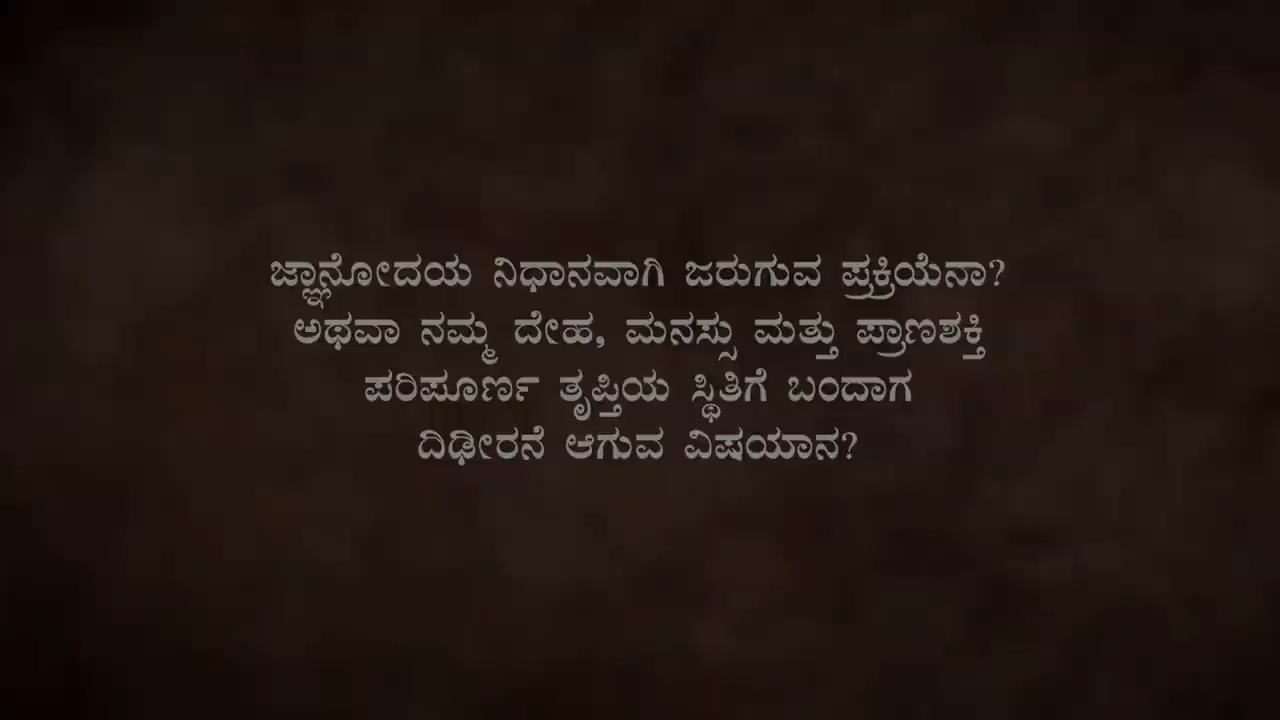 ಜ್ಞಾನೋದಯ ನಿಧಾನವಾಗಿ ಜರುಗುವ ಪ್ರಕ್ರಿಯೆನಾ?
ಅಥವಾ ನಮ್ಮ ದೇಹ, ಮನಸ್ಸು ಮತ್ತು ಪ್ರಾಣಶಕ್ತಿ
ಪರಿಪೂರ್ಣ ತೃಪ್ತಿಯ ಸ್ಥಿತಿಗೆ ಬಂದಾಗ
ದಿಢೀರನೆ ಆಗುವ ವಿಷಯಾನ?